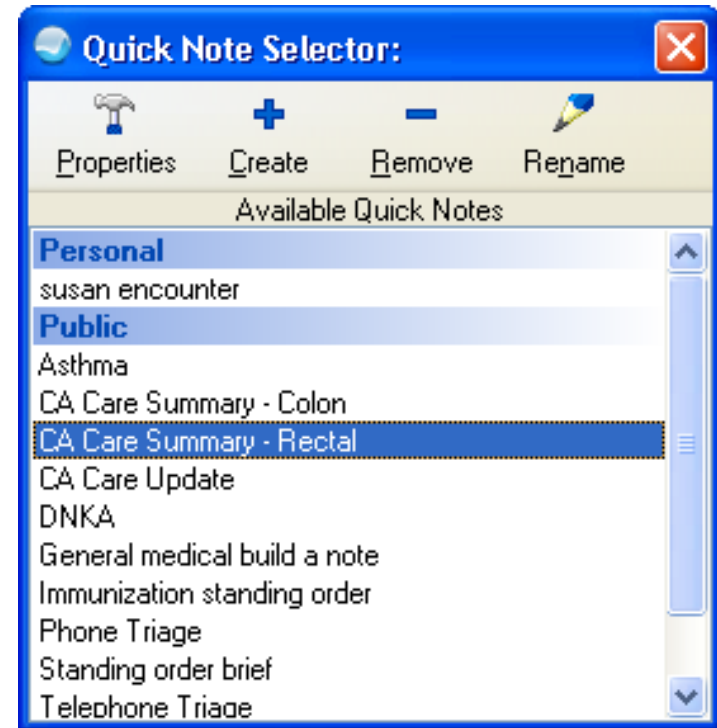 Quick Note Selector:
Properties Create Remove Rename
Available Quick Notes
Personal
susan encounter
Public
Asthma
CA Care Summary - Colon
CA Care Summary - Rectal
CA Care Update
DNKA
General medical build a note
Immunization standing order
Phone Triage
Standing order brief
Telephone Triage